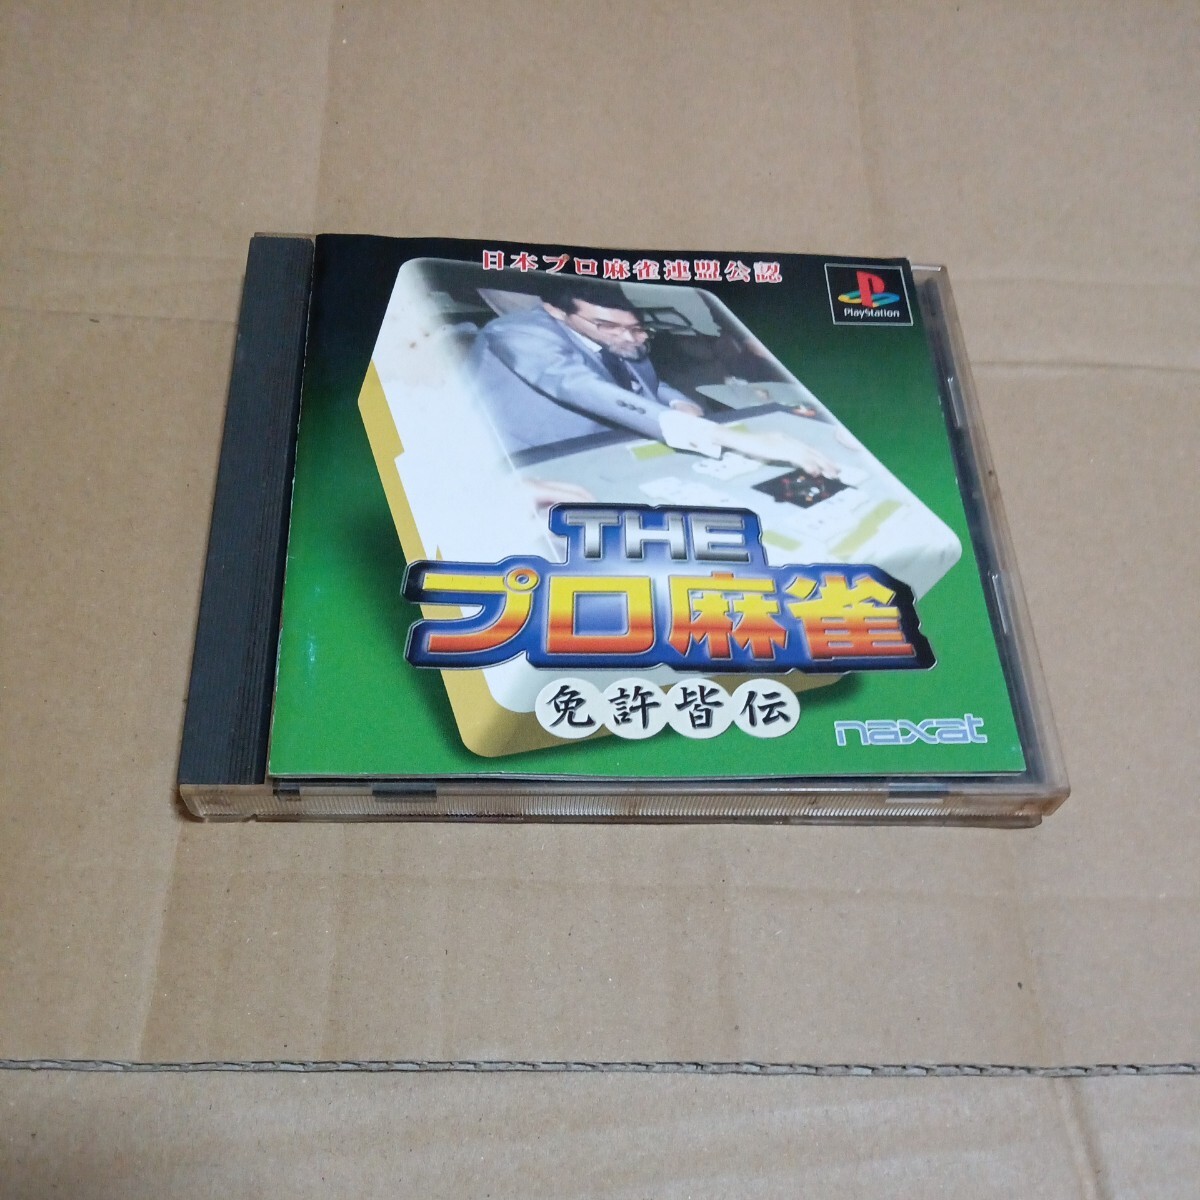 日本プロ麻雀連盟公認
PlayStation
THE
プロ麻雀
免許皆伝
naxat